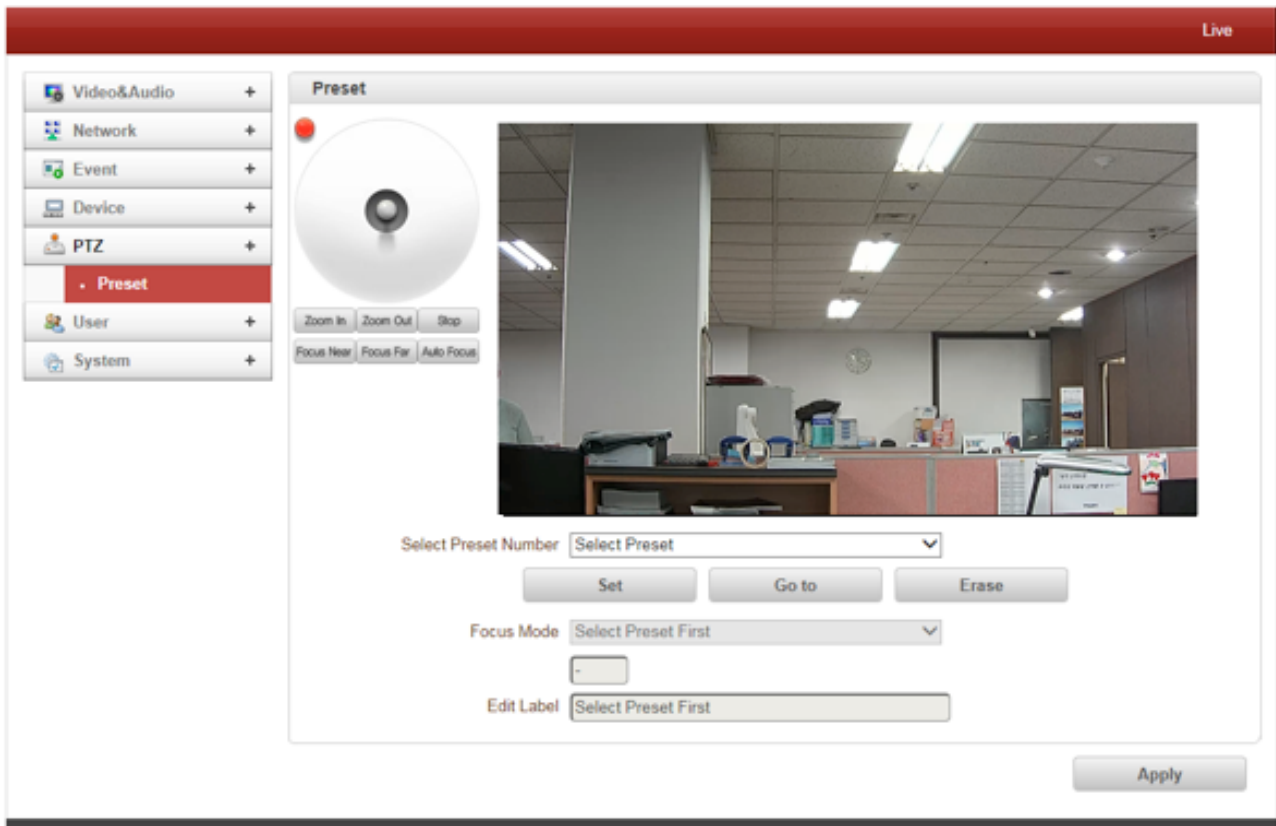 Live
Video&Audio +
Network +
Event +
Device +
PTZ +
• Preset
User +
System +
Preset
Zoom In Zoom Out Stop
Focus Near Focus Far Auto Focus
Select Preset Number Select Preset
Set Go to Erase
Focus Mode Select Preset First
-
Edit Label Select Preset First
Apply